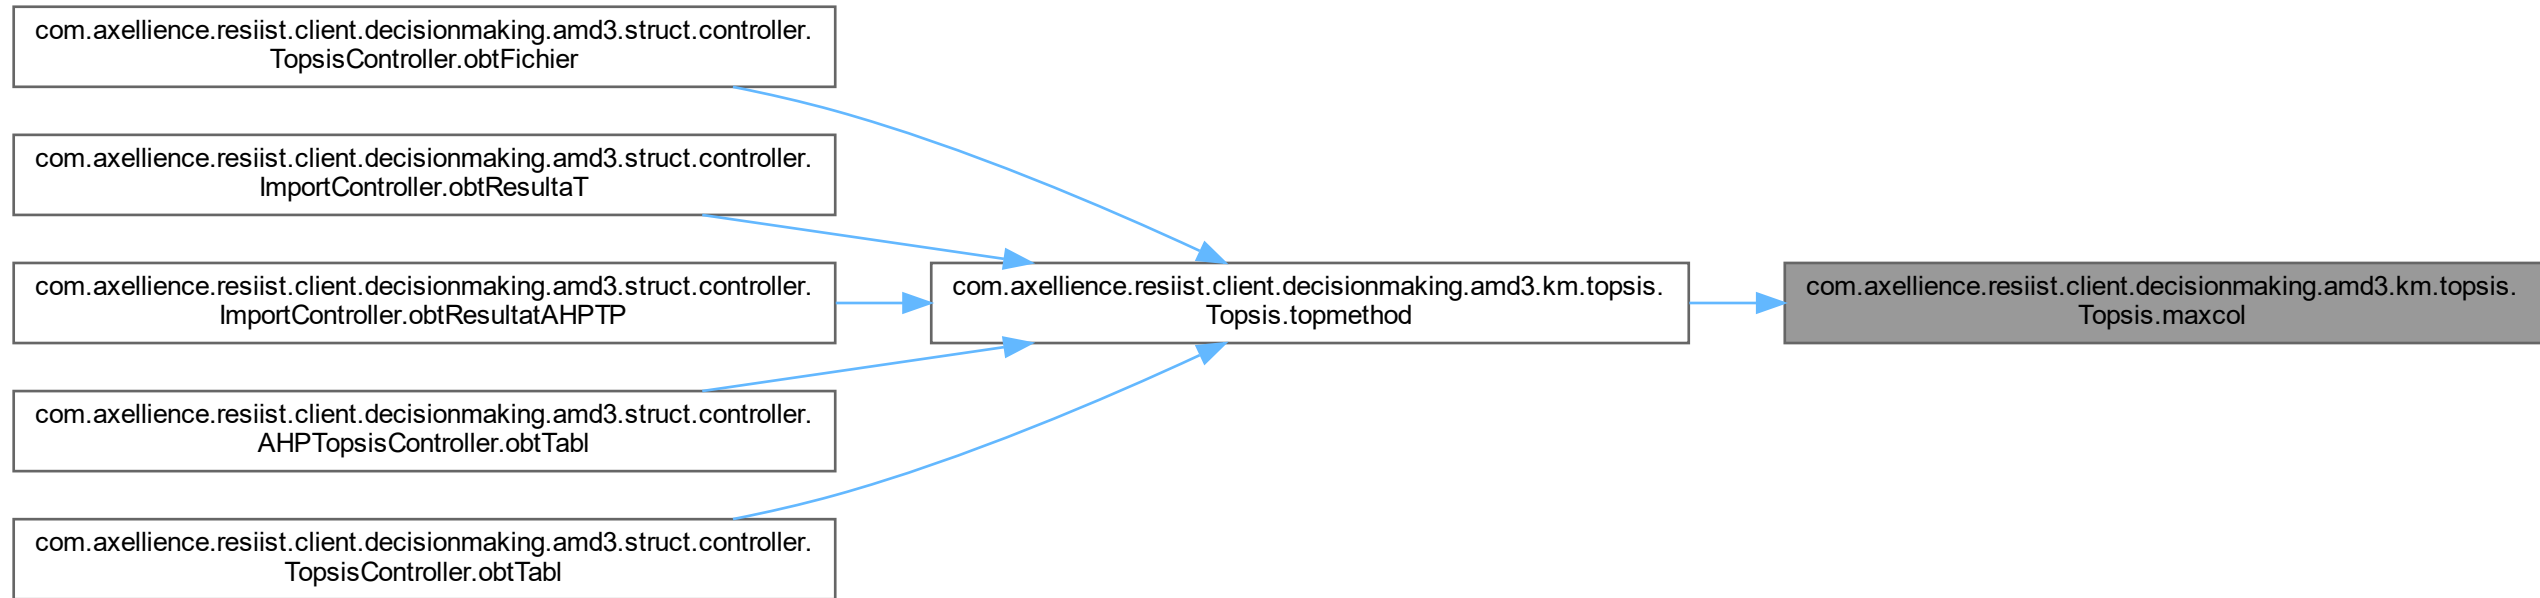 com.axellience.resiist.client.decisionmaking.amd3.struct.controller.
TopsisController.obtFichier
com.axellience.resiist.client.decisionmaking.amd3.struct.controller.
ImportController.obtResultaT
com.axellience.resiist.client.decisionmaking.amd3.struct.controller.
ImportController.obtResultatAHPTP
com.axellience.resiist.client.decisionmaking.amd3.struct.controller.
AHPTopsisController.obtTabl
com.axellience.resiist.client.decisionmaking.amd3.struct.controller.
TopsisController.obtTabl
com.axellience.resiist.client.decisionmaking.amd3.km.topsis.
Topsis.topmethod
com.axellience.resiist.client.decisionmaking.amd3.km.topsis.
Topsis.maxcol